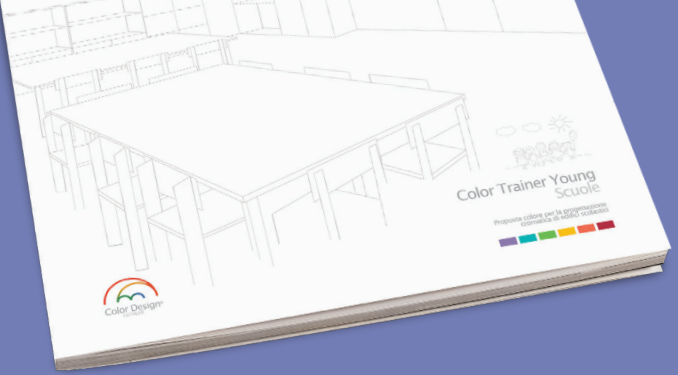 Color Trainer Young
Scuole
Proposta colore per la progettazione
cromatica di edifici scolastici
Color Design®